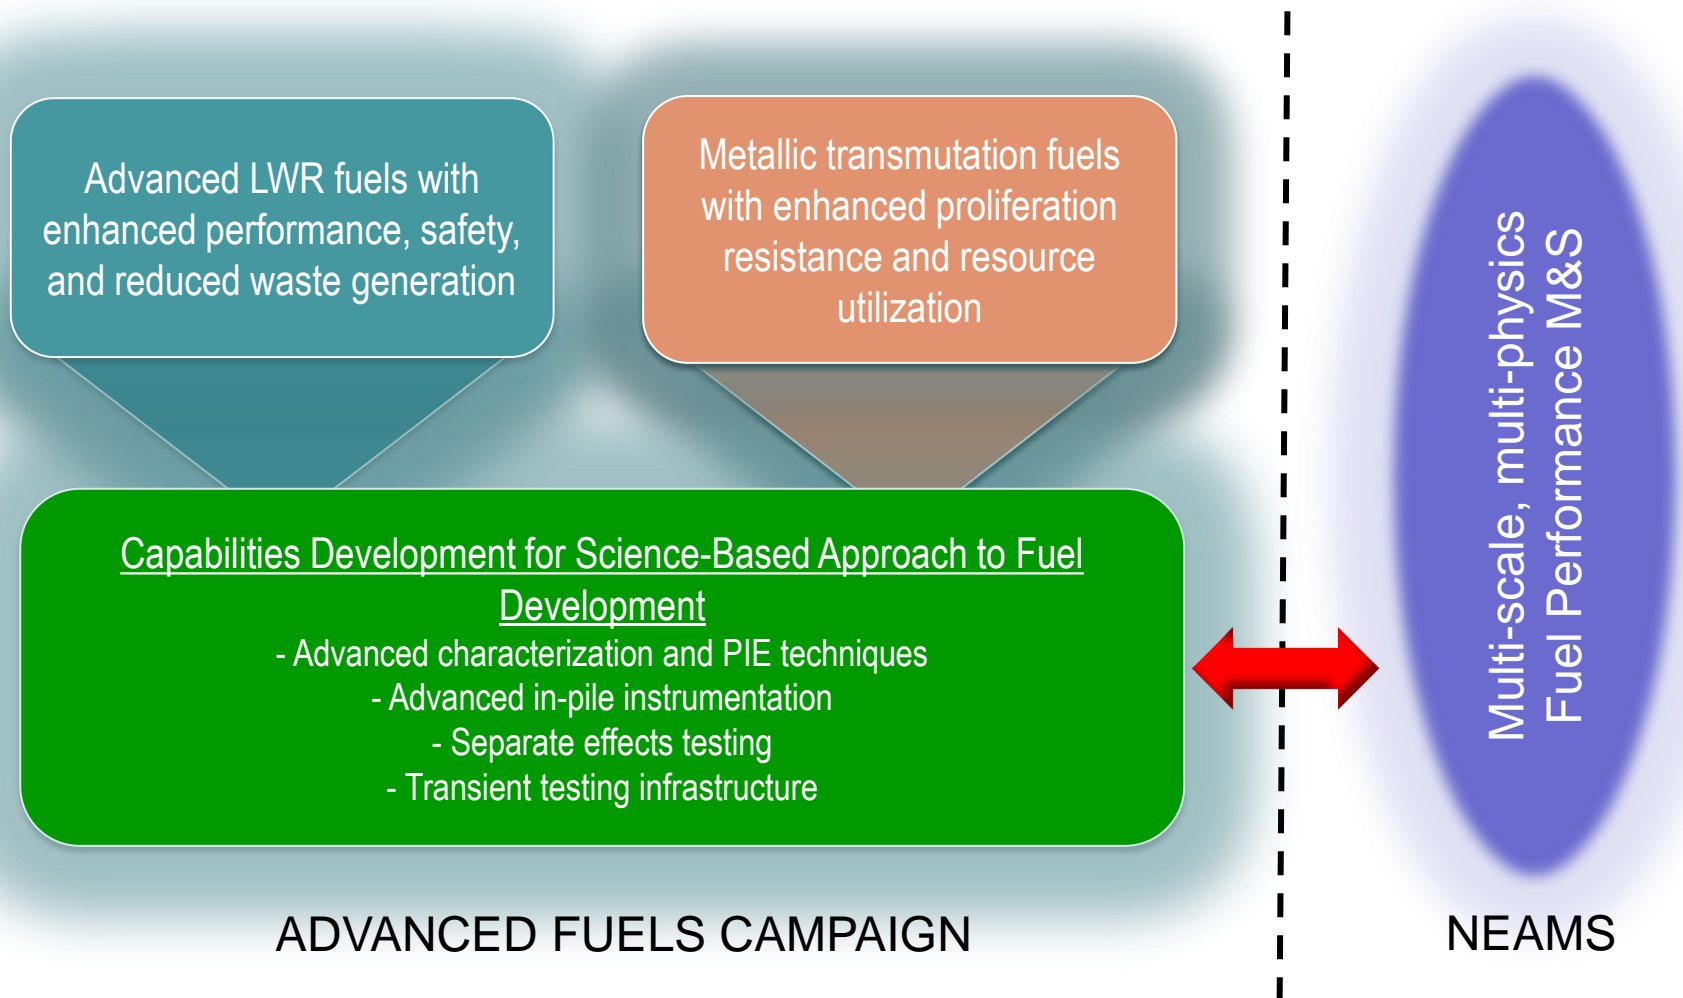 Advanced LWR fuels with
enhanced performance, safety,
and reduced waste generation
Metallic transmutation fuels
with enhanced proliferation
resistance and resource
utilization
Capabilities Development for Science-Based Approach to Fuel
Development
- Advanced characterization and PIE techniques
- Advanced in-pile instrumentation
- Separate effects testing
- Transient testing infrastructure
ADVANCED FUELS CAMPAIGN
Multi-scale, multi-physics
Fuel Performance M&S
NEAMS